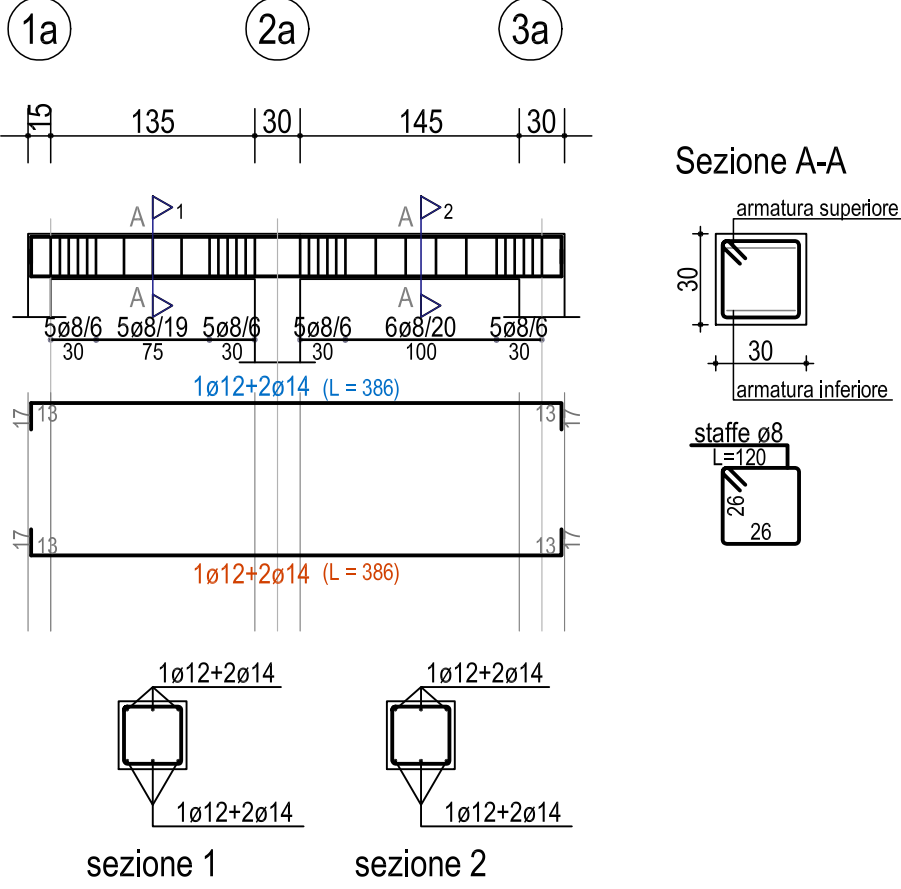 1a 2a 3a
15 135 30 145 30
Sezione A-A
armatura superiore
A 1 A 2
30
A A
30
5ø8/6 5ø8/19 5ø8/6 5ø8/6 6ø8/20 5ø8/6
30 75 30 30 100 30
armatura inferiore
1ø12+2ø14 (L = 386)
17 13 13 17
staffe ø8
L=120
26
26
17 13 13 17
1ø12+2ø14 (L = 386)
1ø12+2ø14 1ø12+2ø14
1ø12+2ø14 1ø12+2ø14
sezione 1 sezione 2